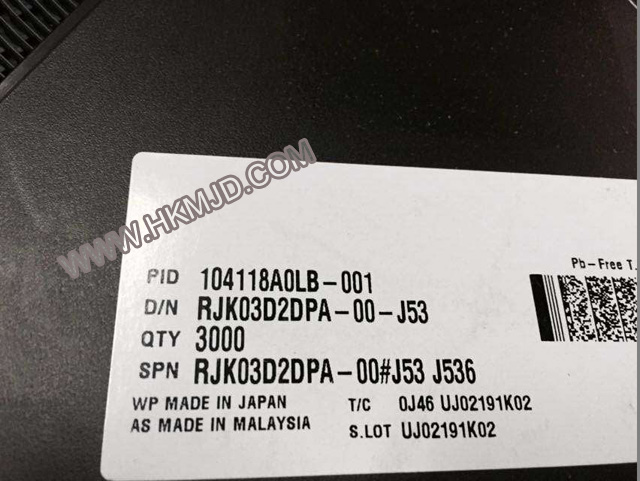 WWW.HKMJD.COM
Pb-Free T.
PID 104118A0LB-001
D/N RJK03D2DPA-00-J53
QTY 3000
SPN RJK03D2DPA-00#J53 J536
WP MADE IN JAPAN T/C 0J46 UJ02191K02
AS MADE IN MALAYSIA S.LOT UJ02191K02